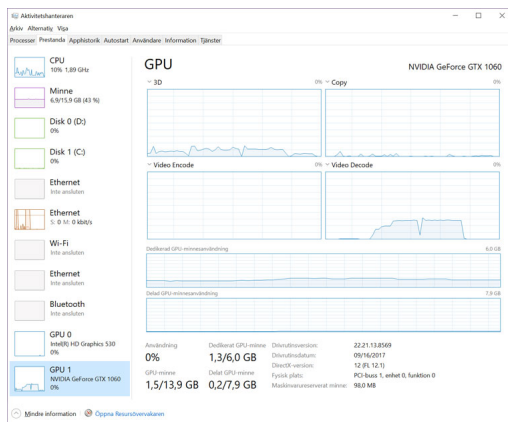 Aktivitetshanteraren
Arkiv Alternativ Visa
Processer Prestanda Apphistorik Autostart Användare Information Tjänster
CPU
10% 1,89 GHz
Minne
6,9/15,9 GB (43 %)
Disk 0 (D:)
0%
Disk 1 (C:)
0%
Ethernet
Inte ansluten
Ethernet
S: 0 M: 0 kbit/s
Wi-Fi
Inte ansluten
Ethernet
Inte ansluten
Bluetooth
Inte ansluten
GPU 0
Intel(R) HD Graphics 530
0%
GPU 1
NVIDIA GeForce GTX 1060
0%
GPU NVIDIA GeForce GTX 1060
3D 0% Copy 0%
Video Encode 0% Video Decode 0%
Dedikerad GPU-minnesanvändning 6,0 GB
Delad GPU-minnesanvändning 7,9 GB
Användning
0%
Dedikerat GPU-minne
1,3/6,0 GB
GPU-minne
1,5/13,9 GB
Delat GPU-minne
0,2/7,9 GB
Drivrutinsversion: 22.21.13.8569
Drivrutinsdatum: 09/16/2017
DirectX-version: 12 (FL 12.1)
Fysisk plats: PCI-buss 1, enhet 0, funktion 0
Maskinvarureserverat minne: 98,0 MB
Mindre information Öppna Resursövervakaren